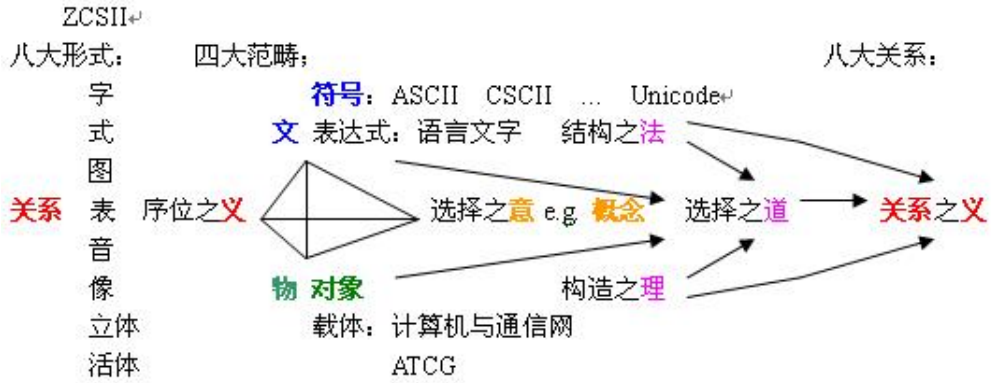 ZCSII↵
八大形式： 四大范畴； 八大关系：
字 符号：ASCII CSCII … Unicode↵
式 文 表达式：语言文字 结构之法
图
关系 表 序位之义 选择之意 e.g. 概念 选择之道 关系之义
音
像 物 对象 构造之理
立体 载体：计算机与通信网
活体 ATCG